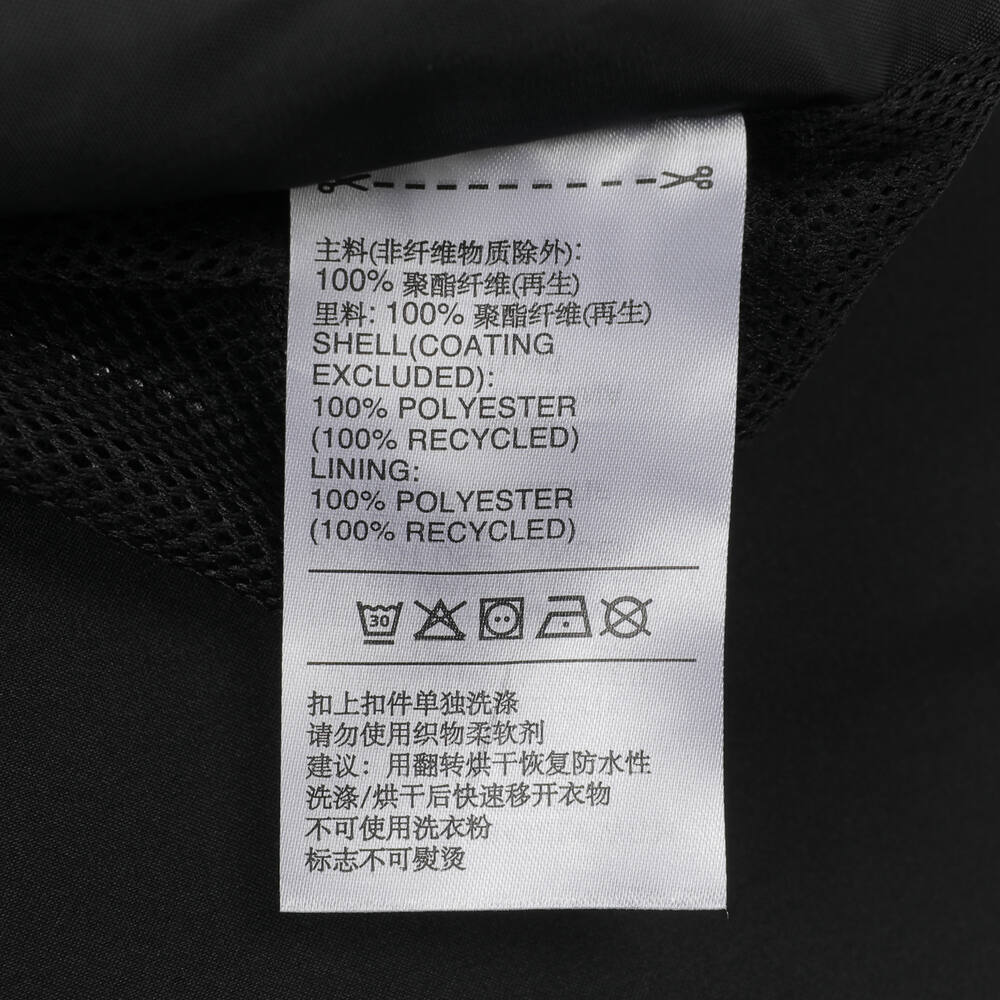 主料(非纤维物质除外):
100% 聚酯纤维(再生)
里料: 100% 聚酯纤维(再生)
SHELL(COATING
EXCLUDED):
100% POLYESTER
(100% RECYCLED)
LINING:
100% POLYESTER
(100% RECYCLED)
30
扣上扣件单独洗涤
请勿使用织物柔软剂
建议：用翻转烘干恢复防水性
洗涤/烘干后快速移开衣物
不可使用洗衣粉
标志不可熨烫